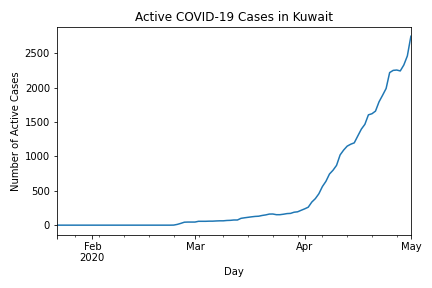 Active COVID-19 Cases in Kuwait
Number of Active Cases
2500
2000
1500
1000
500
0
Feb
2020
Mar
Apr
May
Day